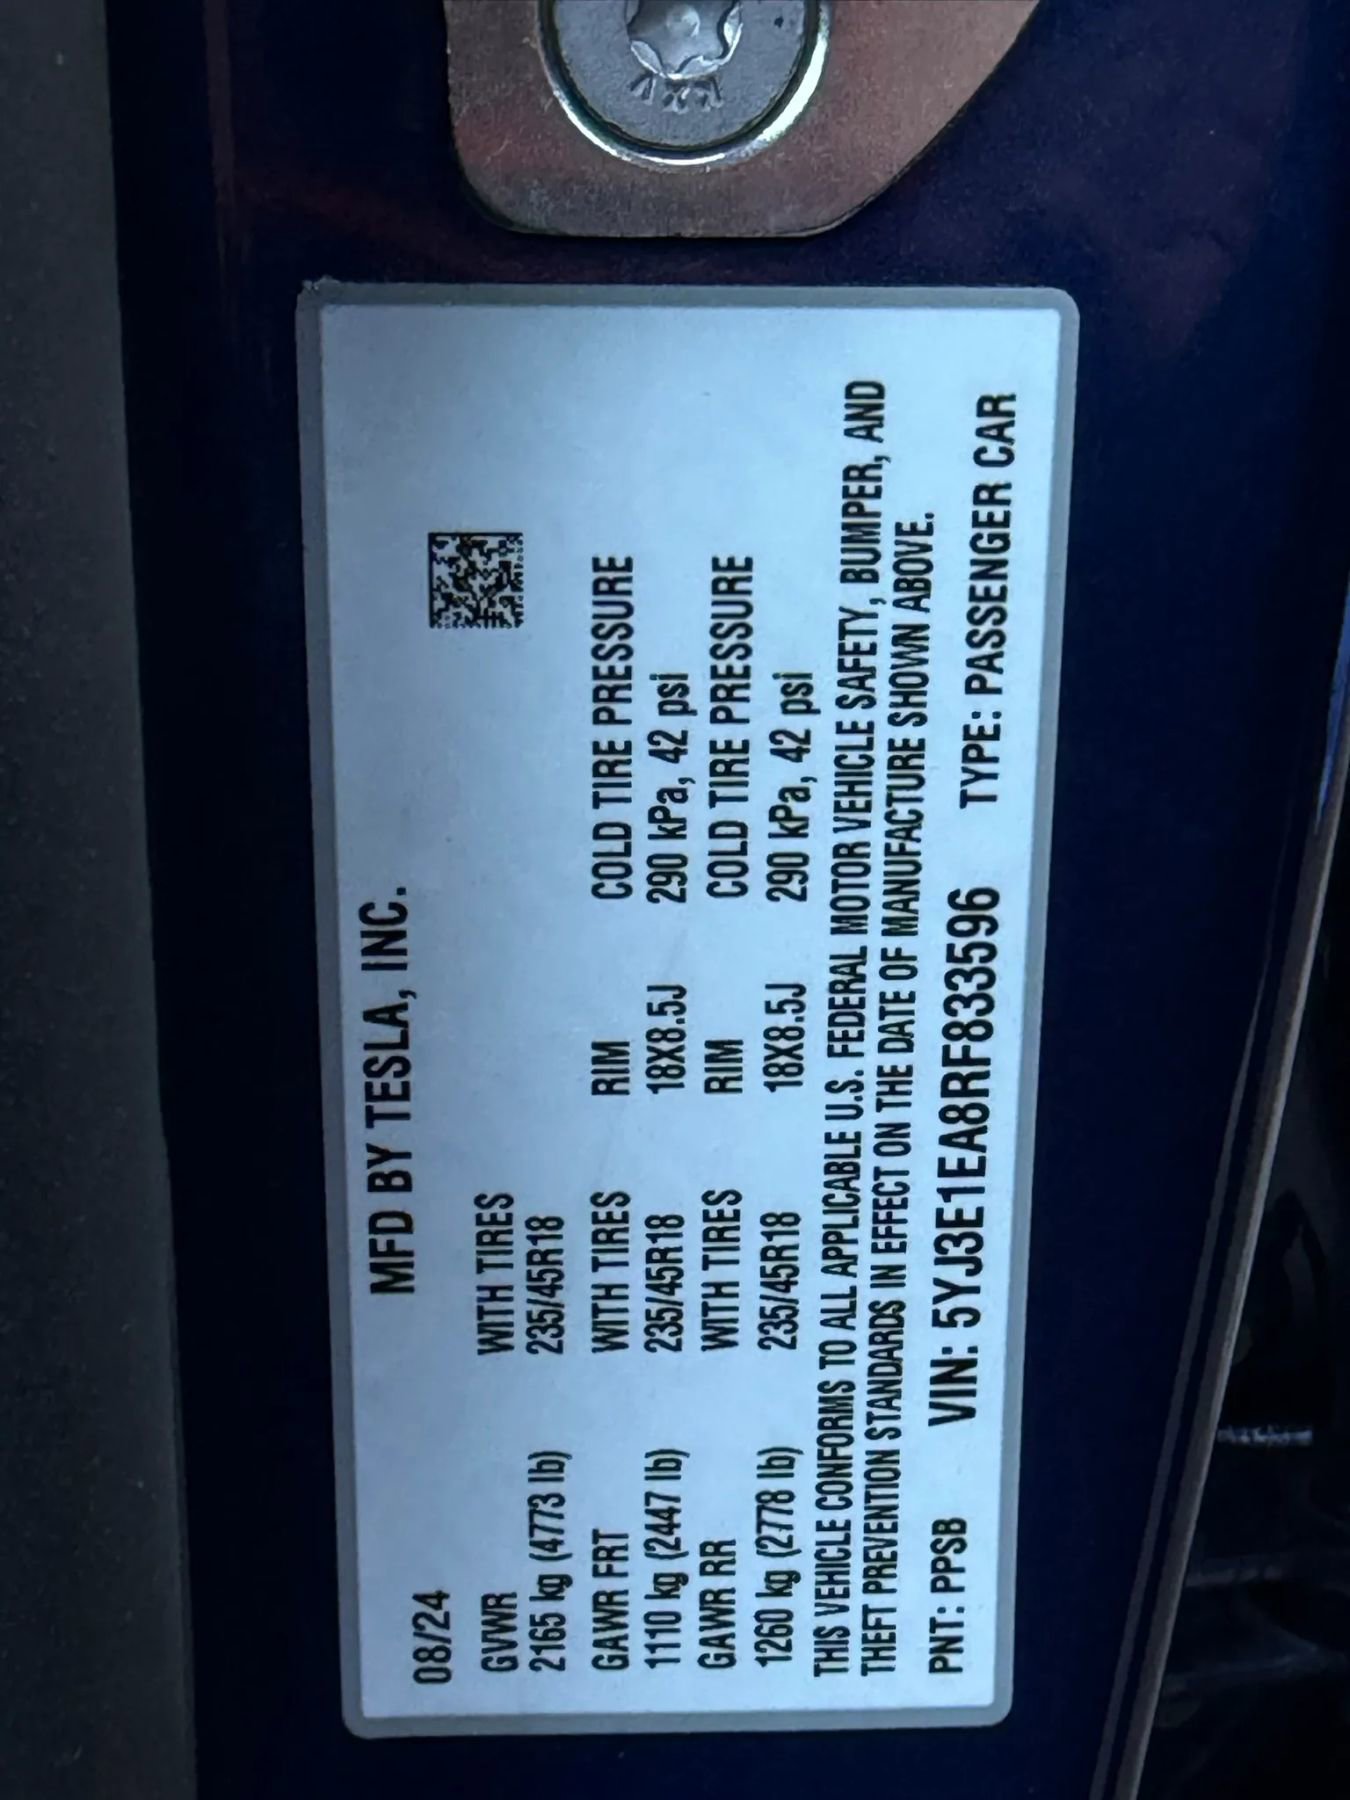 MFD BY TESLA, INC.
08/24
GVWR WITH TIRES
2165 kg (4773 lb) 235/45R18
GAWR FRT WITH TIRES RIM COLD TIRE PRESSURE
1110 kg (2447 lb) 235/45R18 18X8.5J 290 kPa, 42 psi
GAWR RR WITH TIRES RIM COLD TIRE PRESSURE
1260 kg (2778 lb) 235/45R18 18X8.5J 290 kPa, 42 psi
THIS VEHICLE CONFORMS TO ALL APPLICABLE U.S. FEDERAL MOTOR VEHICLE SAFETY, BUMPER, AND
THEFT PREVENTION STANDARDS IN EFFECT ON THE DATE OF MANUFACTURE SHOWN ABOVE.
PNT: PPSB VIN: 5YJ3E1EA8RF833596 TYPE: PASSENGER CAR